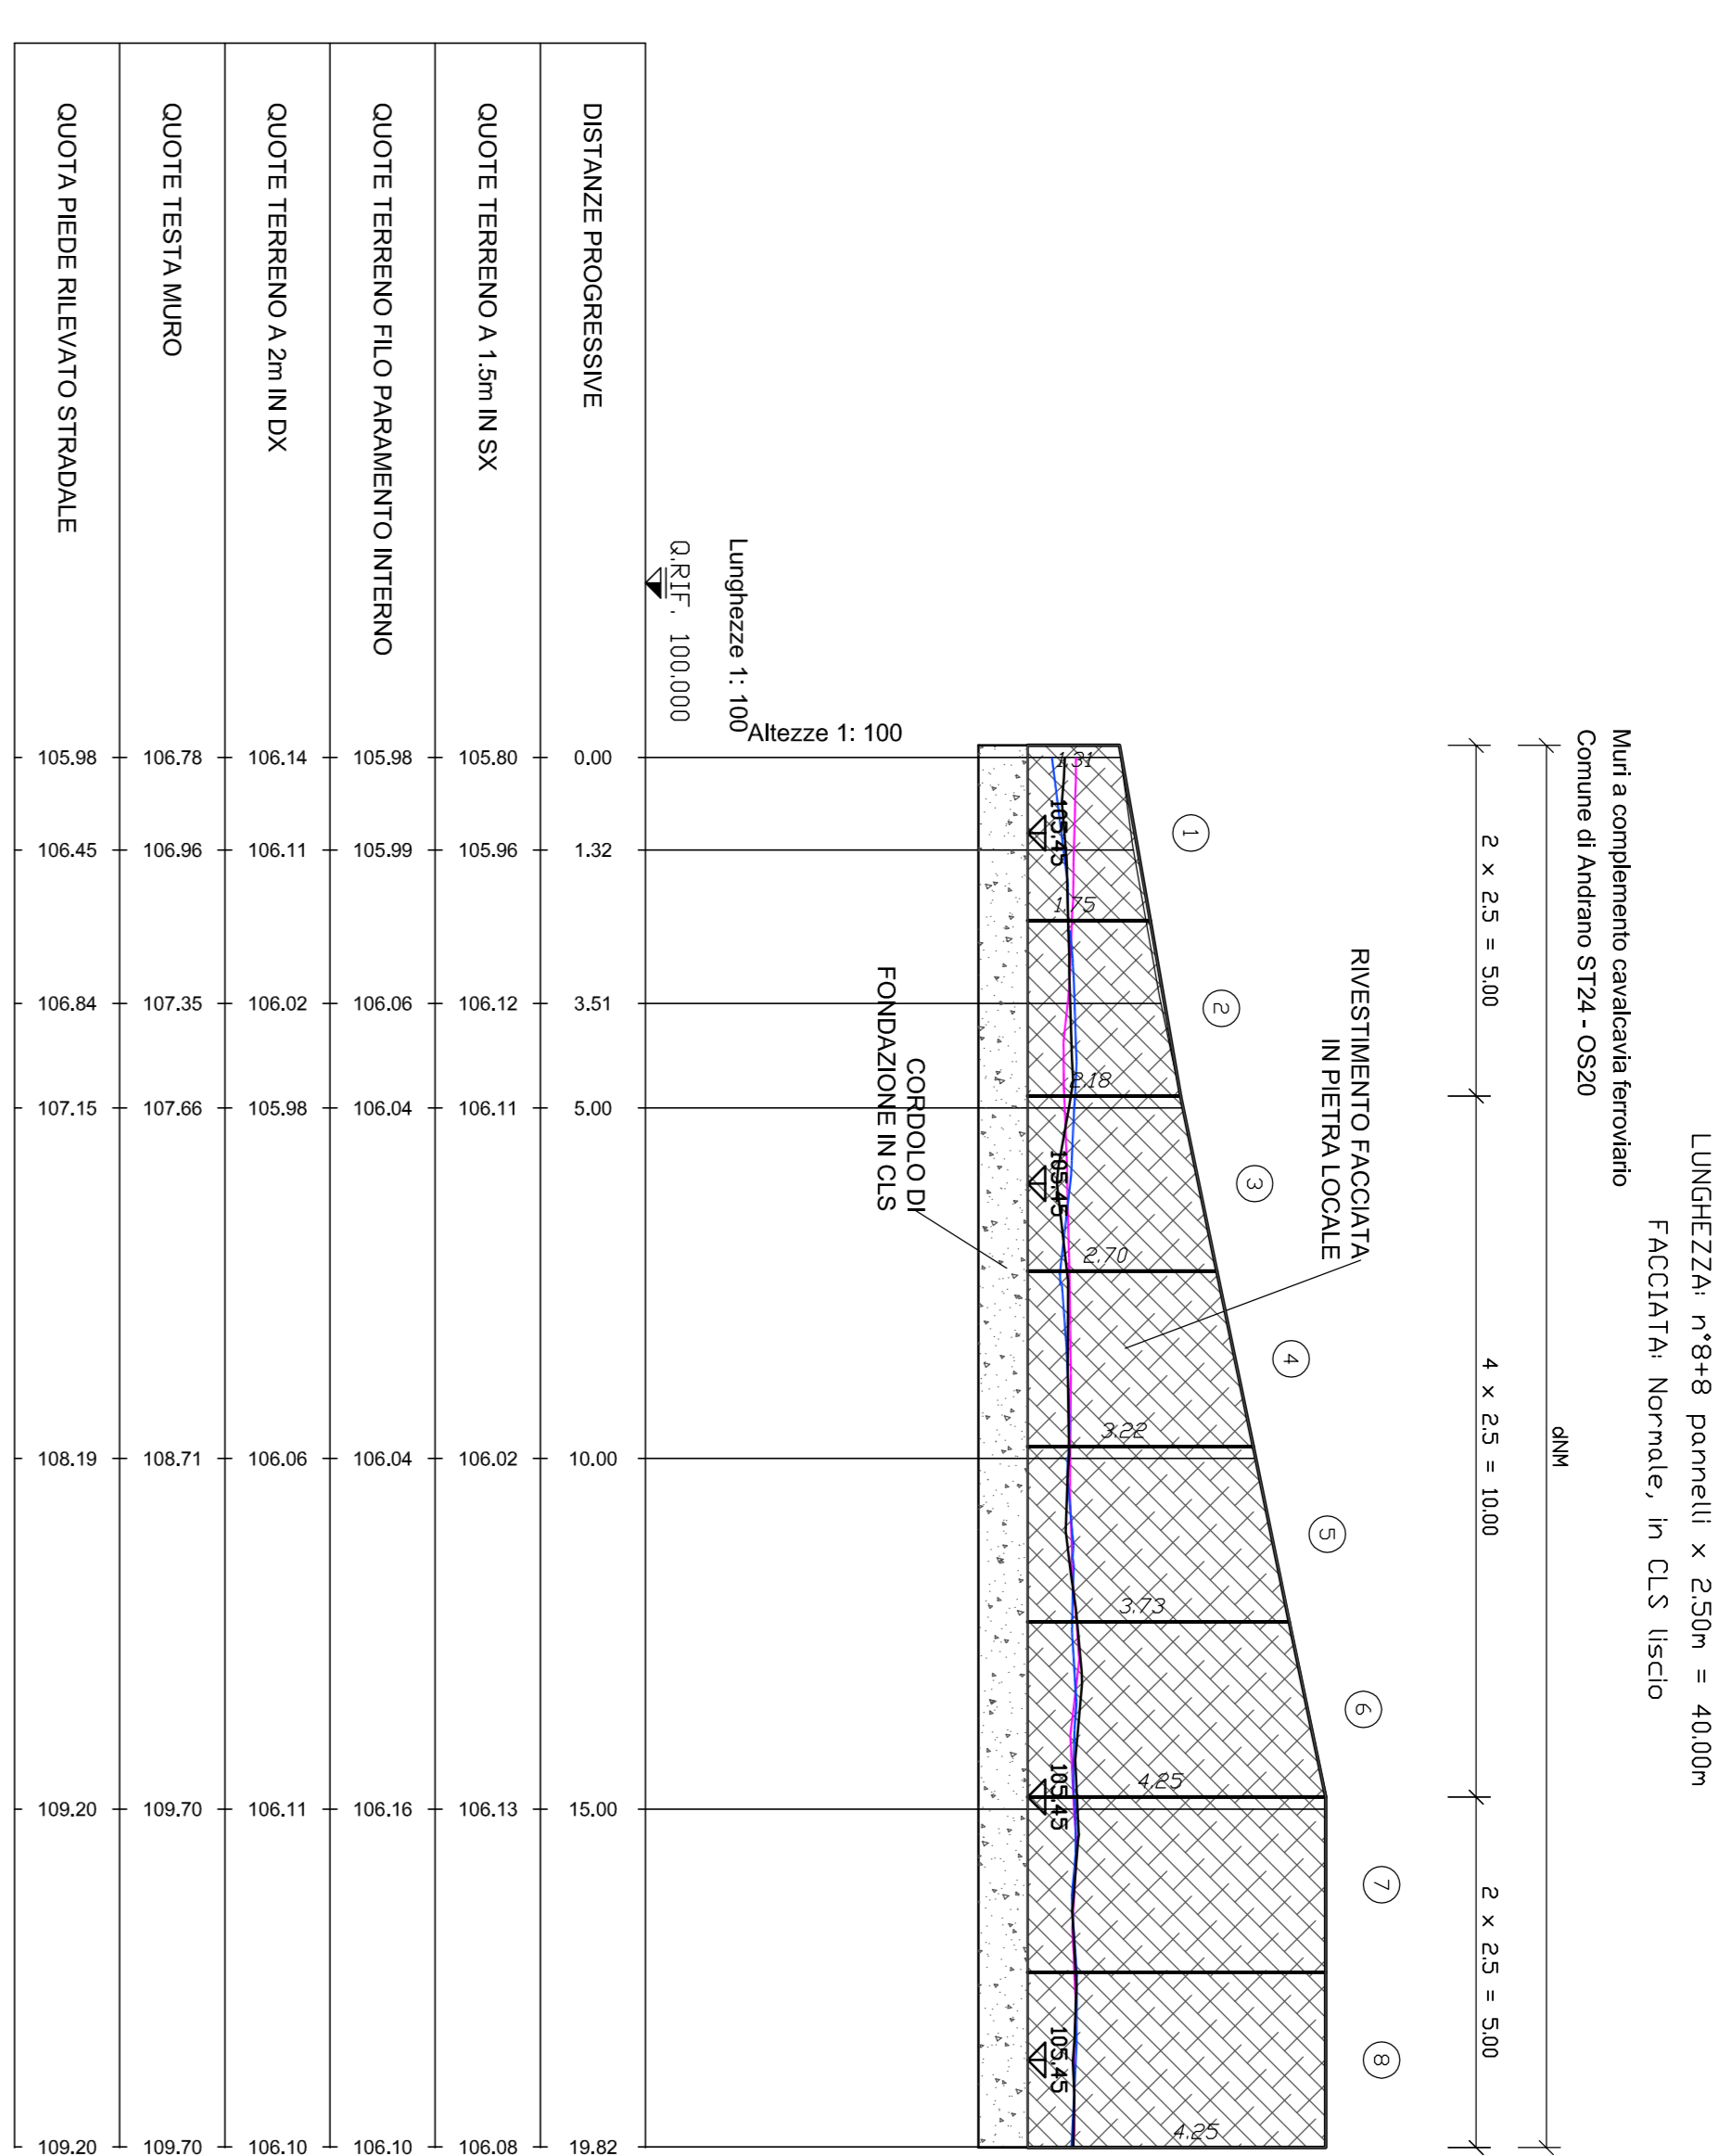 LUNGHEZZA: n°8+8 pannelli x 2.50m = 40.00m
FACCIATA: Normale, in CLS liscio
Muri a complemento cavalcavia ferroviario
Comune di Andrano ST24 - OS20
dNM
2 x 2.5 = 5.00
4 x 2.5 = 10.00
2 x 2.5 = 5.00
RIVESTIMENTO FACCIATA
IN PIETRA LOCALE
1
2
3
4
5
6
7
8
1.31
1.75
2.18
2.70
3.22
3.73
4.25
4.25
105.45
105.45
105.45
105.45
CORDOLO DI
FONDAZIONE IN CLS
Altezze 1: 100
Lunghezze 1: 100
Q.RIF. 100.000
DISTANZE PROGRESSIVE 0.00 1.32 3.51 5.00 10.00 15.00 19.82
QUOTE TERRENO A 1.5m IN SX 105.80 105.96 106.12 106.11 106.02 106.13 106.08
QUOTE TERRENO FILO PARAMENTO INTERNO 105.98 105.99 106.06 106.04 106.04 106.16 106.10
QUOTE TERRENO A 2m IN DX 106.14 106.11 106.02 105.98 106.06 106.11 106.10
QUOTE TESTA MURO 106.78 106.96 107.35 107.66 108.71 109.70 109.70
QUOTA PIEDE RILEVATO STRADALE 105.98 106.45 106.84 107.15 108.19 109.20 109.20